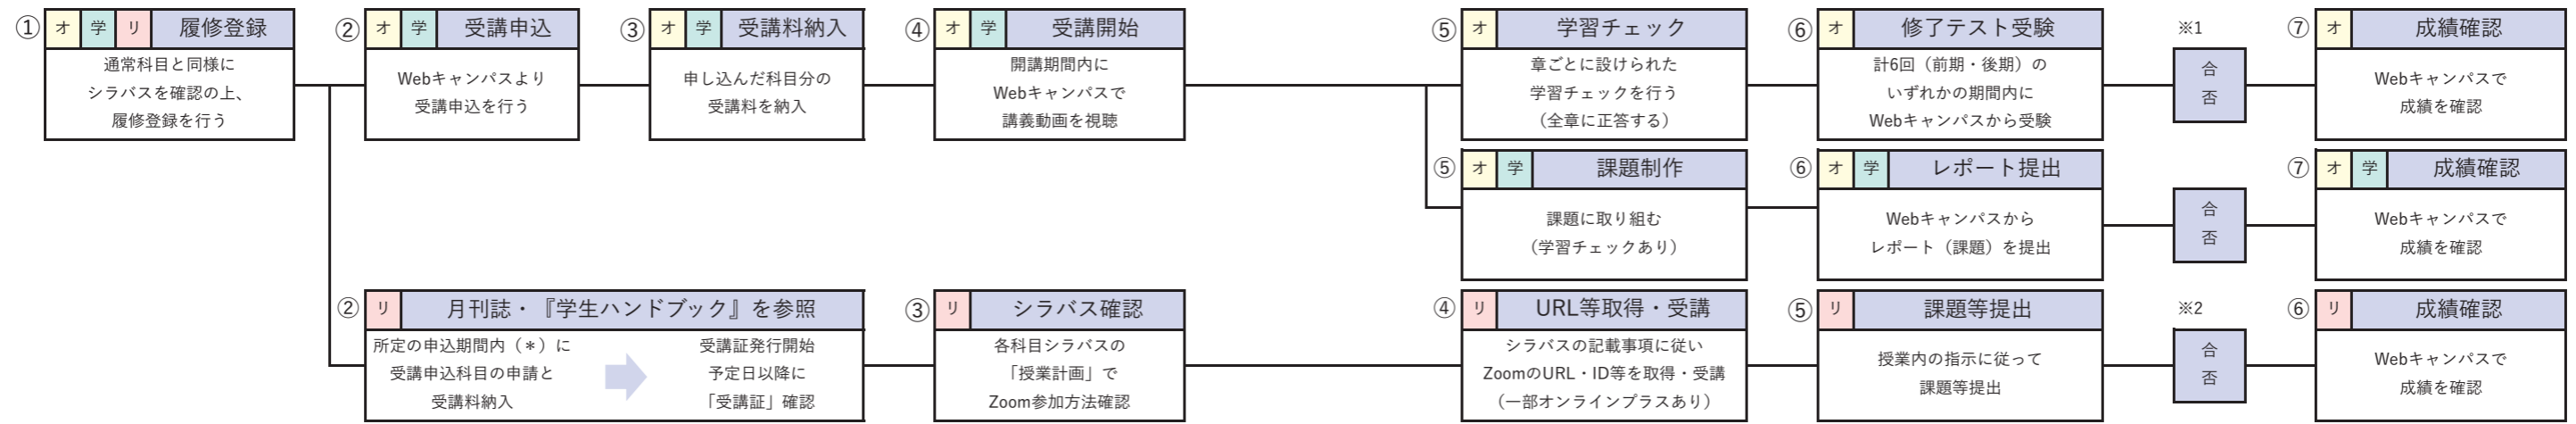 ① オ 学 リ 履修登録
通常科目と同様に
シラバスを確認の上、
履修登録を行う
② オ 学 受講申込
Webキャンパスより
受講申込を行う
③ オ 学 受講料納入
申し込んだ科目分の
受講料を納入
④ オ 学 受講開始
開講期間内に
Webキャンパスで
講義動画を視聴
⑤ オ 学習チェック
章ごとに設けられた
学習チェックを行う
（全章に正答する）
⑥ オ 修了テスト受験
計6回（前期・後期）の
いずれかの期間内に
Webキャンパスから受験
※1
合
否
⑦ オ 成績確認
Webキャンパスで
成績を確認
⑤ オ 学 課題制作
課題に取り組む
（学習チェックあり）
⑥ オ 学 レポート提出
Webキャンパスから
レポート（課題）を提出
合
否
⑦ オ 学 成績確認
Webキャンパスで
成績を確認
② リ 月刊誌・『学生ハンドブック』を参照
所定の申込期間内（＊）に
受講申込科目の申請と
受講料納入
受講証発行開始
予定日以降に
「受講証」確認
③ リ シラバス確認
各科目シラバスの
「授業計画」で
Zoom参加方法確認
④ リ URL等取得・受講
シラバスの記載事項に従い
ZoomのURL・ID等を取得・受講
（一部オンラインプラスあり）
⑤ リ 課題等提出
授業内の指示に従って
課題等提出
※2
合
否
⑥ リ 成績確認
Webキャンパスで
成績を確認